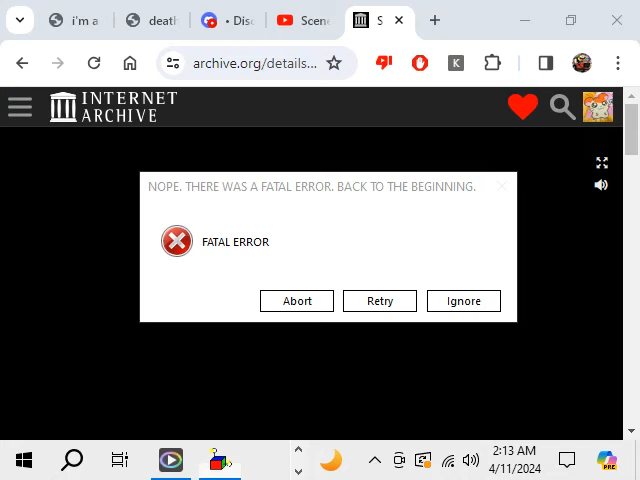 i'm a
death
Disc
Scene
S
archive.org/details...
K
INTERNET
ARCHIVE
NOPE. THERE WAS A FATAL ERROR. BACK TO THE BEGINNING.
FATAL ERROR
Abort
Retry
Ignore
2:13 AM
4/11/2024
PRE